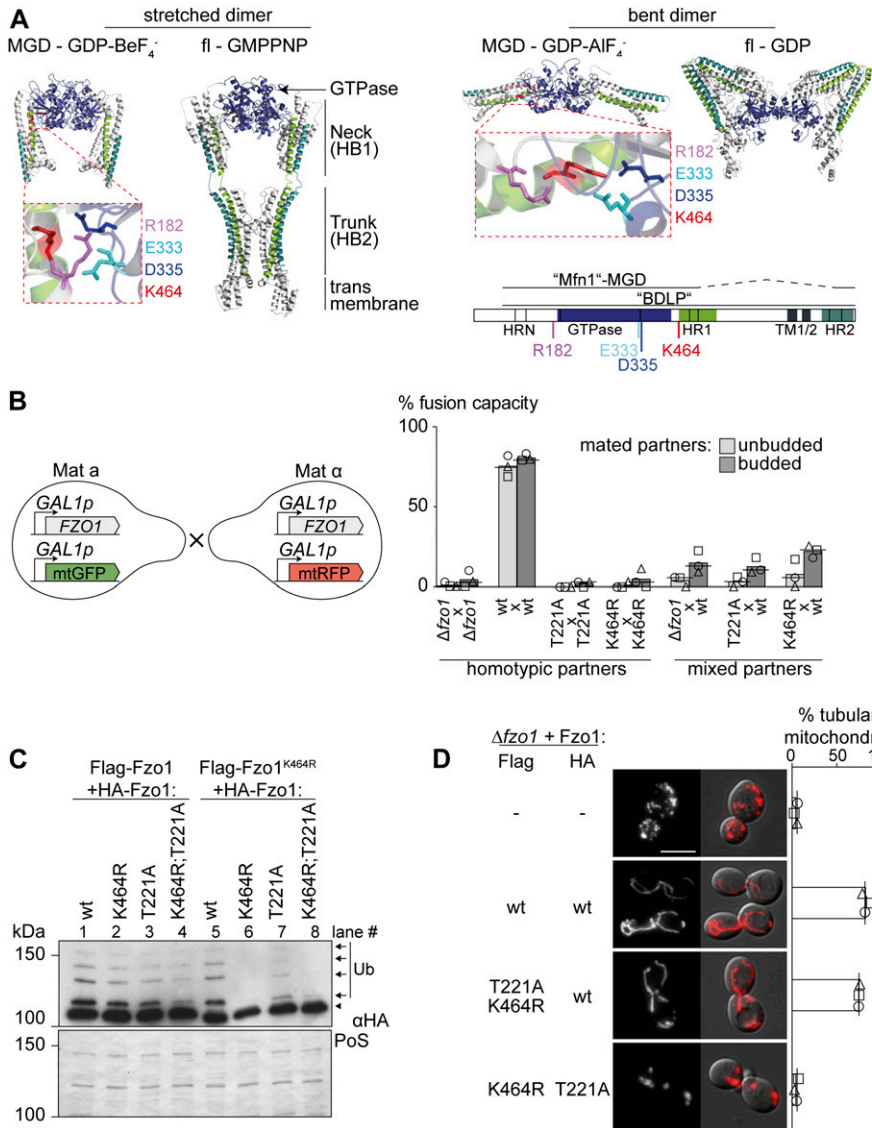 A
stretched dimer
MGD - GDP-BeF4-
fl - GMPPNP
GTPase
Neck
(HB1)
Trunk
(HB2)
trans
membrane
R182
E333
D335
K464
bent dimer
MGD - GDP-AlF4-
fl - GDP
R182
E333
D335
K464
"Mfn1"-MGD
"BDLP"
HRN
GTPase
HR1
TM1/2
HR2
R182
E333
D335
K464
B
Mat a
GAL1p
FZO1
GAL1p
mtGFP
×
Mat α
GAL1p
FZO1
GAL1p
mtRFP
% fusion capacity
100
50
0
mated partners:
unbudded
budded
Δfzo1 x Δfzo1
wt x wt
T221A x T221A
K464R x K464R
Δfzo1 x wt
T221A x wt
K464R x wt
homotypic partners
mixed partners
C
Flag-Fzo1
+HA-Fzo1:
Flag-Fzo1K464R
+HA-Fzo1:
wt
K464R
T221A
K464R;T221A
wt
K464R
T221A
K464R;T221A
kDa
1 2 3 4 5 6 7 8 lane #
150
100
Ub
αHA
PoS
150
100
D
Δfzo1 + Fzo1:
Flag HA
% tubular
mitochondr
0 50 1
- -
wt wt
T221A
K464R
wt
K464R T221A